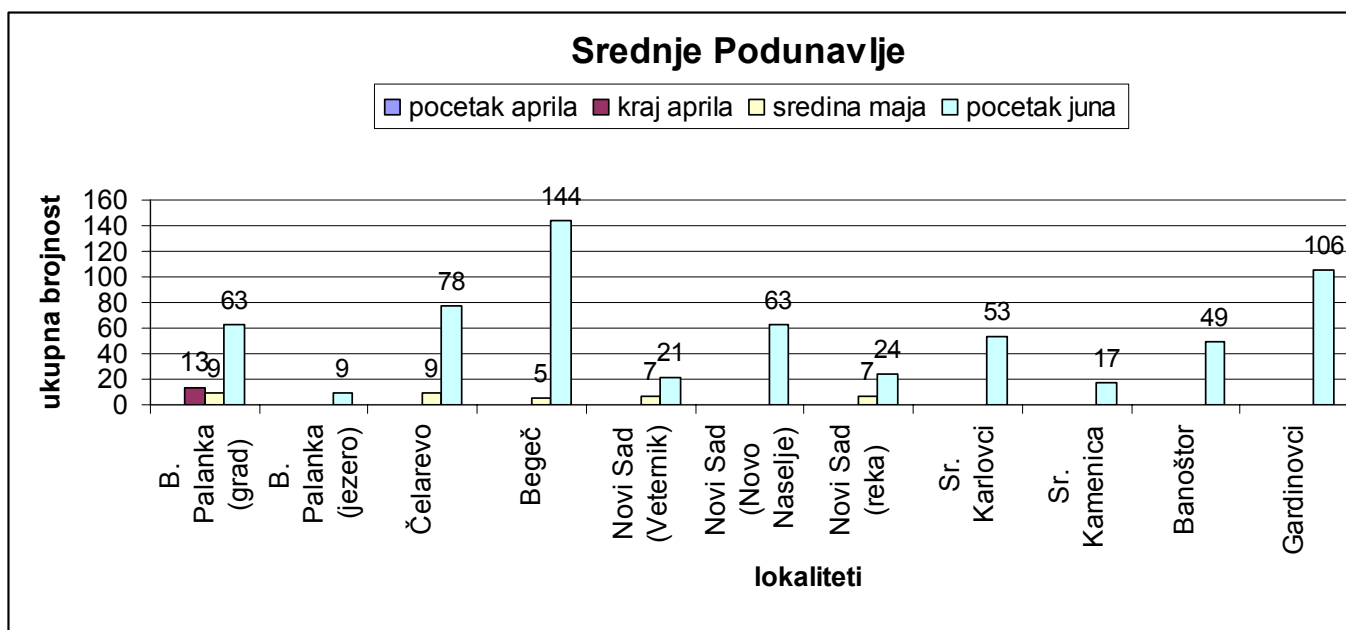 Srednje Podunavlje
pocetak aprila kraj aprila sredina maja pocetak juna
ukupna brojnost
160
140
120
100
80
60
40
20
0
13
9
63
9
9
78
5
144
7
21
63
7
24
53
17
49
106
B.
Palanka
(grad)
B.
Palanka
(jezero)
Čelarevo
Begeč
Novi Sad
(Veternik)
Novi Sad
(Novo
Naselje)
Novi Sad
(reka)
Sr.
Karlovci
Sr.
Kamenica
Banoštor
Gardinovci
lokaliteti